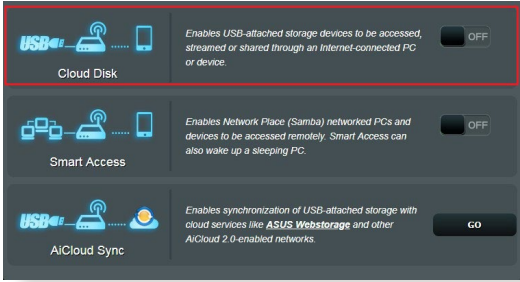 Enables USB-attached storage devices to be accessed,
streamed or shared through an Internet-connected PC
or device.
USB
OFF
Cloud Disk
Enables Network Place (Samba) networked PCs and
devices to be accessed remotely. Smart Access can
also wake up a sleeping PC.
OFF
Smart Access
Enables synchronization of USB-attached storage with
cloud services like ASUS Webstorage and other
AiCloud 2.0-enabled networks.
USB
GO
AiCloud Sync